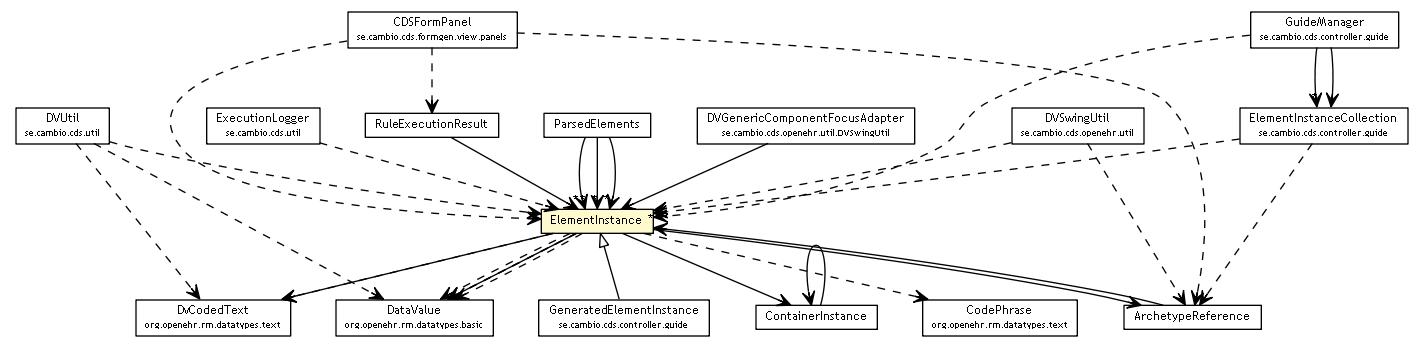 CDSFormPanel
se.cambio.cds.formgen.view.panels
GuideManager
se.cambio.cds.controller.guide
DVUtil
se.cambio.cds.util
ExecutionLogger
se.cambio.cds.util
RuleExecutionResult
ParsedElements
DVGenericComponentFocusAdapter
se.cambio.cds.openehr.util.DVSwingUtil
DVSwingUtil
se.cambio.cds.openehr.util
ElementInstanceCollection
se.cambio.cds.controller.guide
ElementInstance *
DvCodedText
org.openehr.rm.datatypes.text
DataValue
org.openehr.rm.datatypes.basic
GeneratedElementInstance
se.cambio.cds.controller.guide
ContainerInstance
CodePhrase
org.openehr.rm.datatypes.text
ArchetypeReference